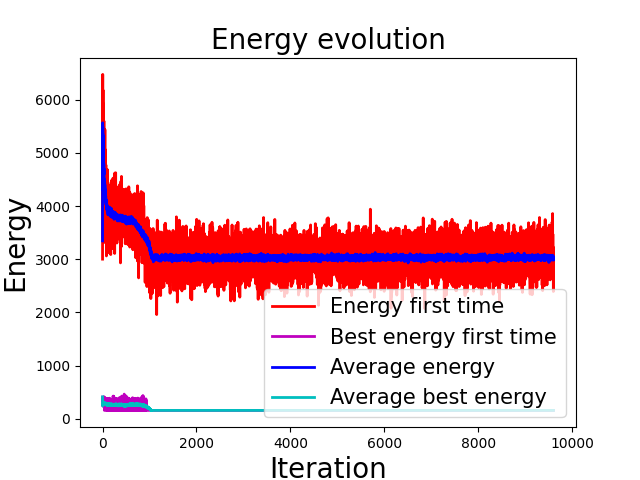 Energy evolution
Energy
6000
5000
4000
3000
2000
1000
0
Energy first time
Best energy first time
Average energy
Average best energy
0
2000
4000
6000
8000
10000
Iteration